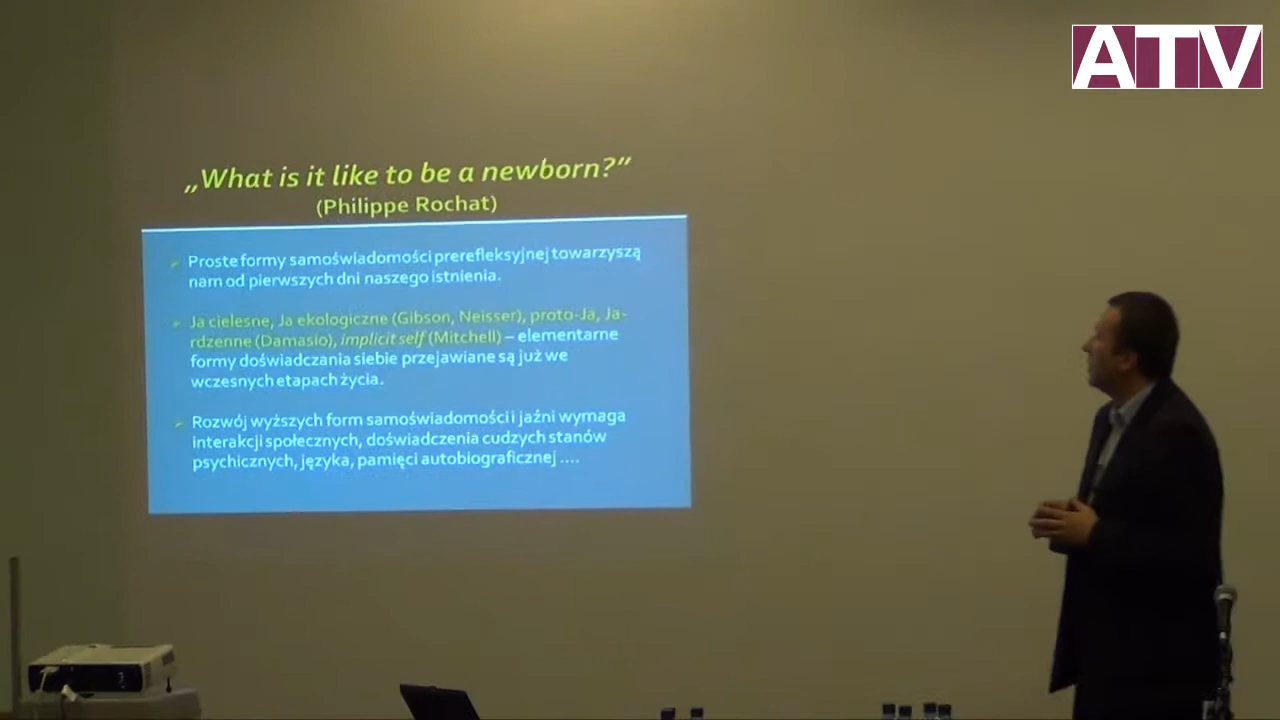 ATV
„What is it like to be a newborn?”
(Philippe Rochat)
Proste formy samoświadomości prerefleksyjnej towarzyszą
nam od pierwszych dni naszego istnienia.
Ja cielesne, Ja ekologiczne (Gibson, Neisser), proto-Ja, Ja-
rdzenne (Damasio), implicit self (Mitchell) – elementarne
formy doświadczania siebie przejawiane są już we
wczesnych etapach życia.
Rozwój wyższych form samoświadomości i jaźni wymaga
interakcji społecznych, doświadczenia cudzych stanów
psychicznych, języka, pamięci autobiograficznej ....